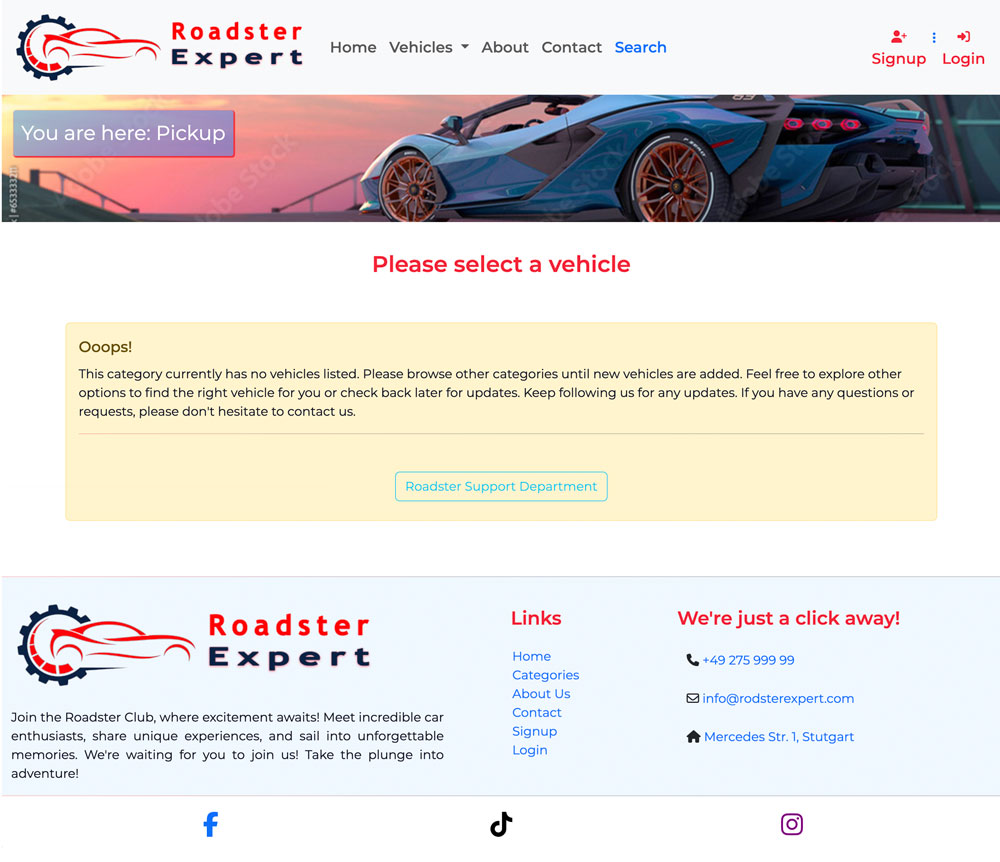 Roadster
Expert
Home Vehicles About Contact Search
Signup Login
You are here: Pickup
Adobe Stock
Please select a vehicle
Ooops!
This category currently has no vehicles listed. Please browse other categories until new vehicles are added. Feel free to explore other
options to find the right vehicle for you or check back later for updates. Keep following us for any updates. If you have any questions or
requests, please don't hesitate to contact us.
Roadster Support Department
Roadster
Expert
Join the Roadster Club, where excitement awaits! Meet incredible car
enthusiasts, share unique experiences, and sail into unforgettable
memories. We're waiting for you to join us! Take the plunge into
adventure!
Links
Home
Categories
About Us
Contact
Signup
Login
We're just a click away!
+49 275 999 99
info@rodsterexpert.com
Mercedes Str. 1, Stutgart